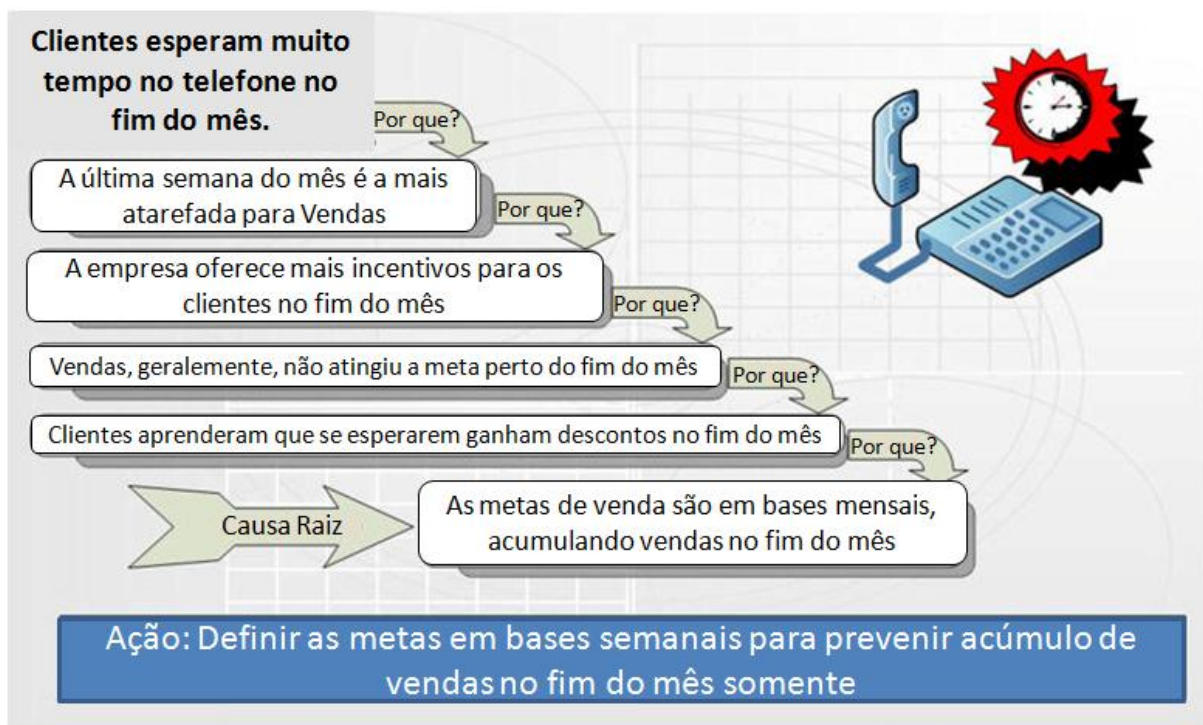 Clientes esperam muito
tempo no telefone no
fim do mês.
Por que?
A última semana do mês é a mais
atarefada para Vendas
Por que?
A empresa oferece mais incentivos para os
clientes no fim do mês
Por que?
Vendas, geralemente, não atingiu a meta perto do fim do mês
Por que?
Clientes aprenderam que se esperarem ganham descontos no fim do mês
Por que?
Causa Raiz
As metas de venda são em bases mensais,
acumulando vendas no fim do mês
Ação: Definir as metas em bases semanais para prevenir acúmulo de
vendas no fim do mês somente